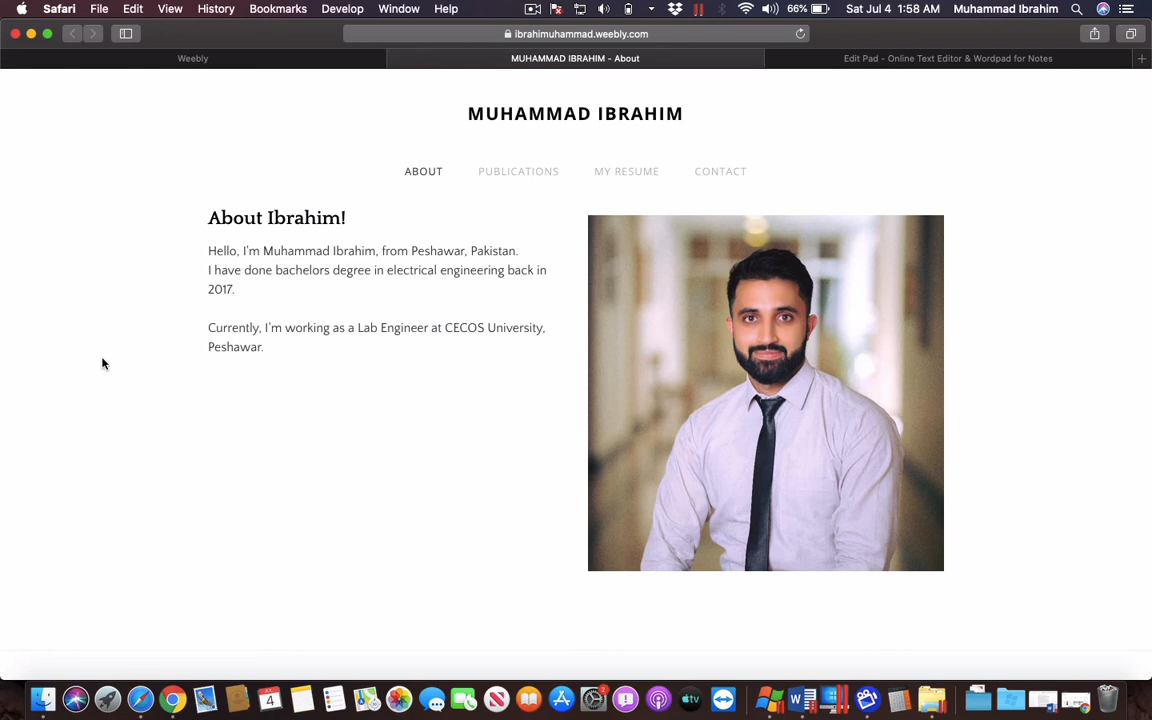 Safari File Edit View History Bookmarks Develop Window Help 66% Sat Jul 4 1:58 AM Muhammad Ibrahim
ibrahimuhammad.weebly.com
Weebly
MUHAMMAD IBRAHIM - About
Edit Pad - Online Text Editor & Wordpad for Notes
MUHAMMAD IBRAHIM
ABOUT PUBLICATIONS MY RESUME CONTACT
About Ibrahim!
Hello, I'm Muhammad Ibrahim, from Peshawar, Pakistan.
I have done bachelors degree in electrical engineering back in
2017.
Currently, I'm working as a Lab Engineer at CECOS University,
Peshawar.
4
tv
2